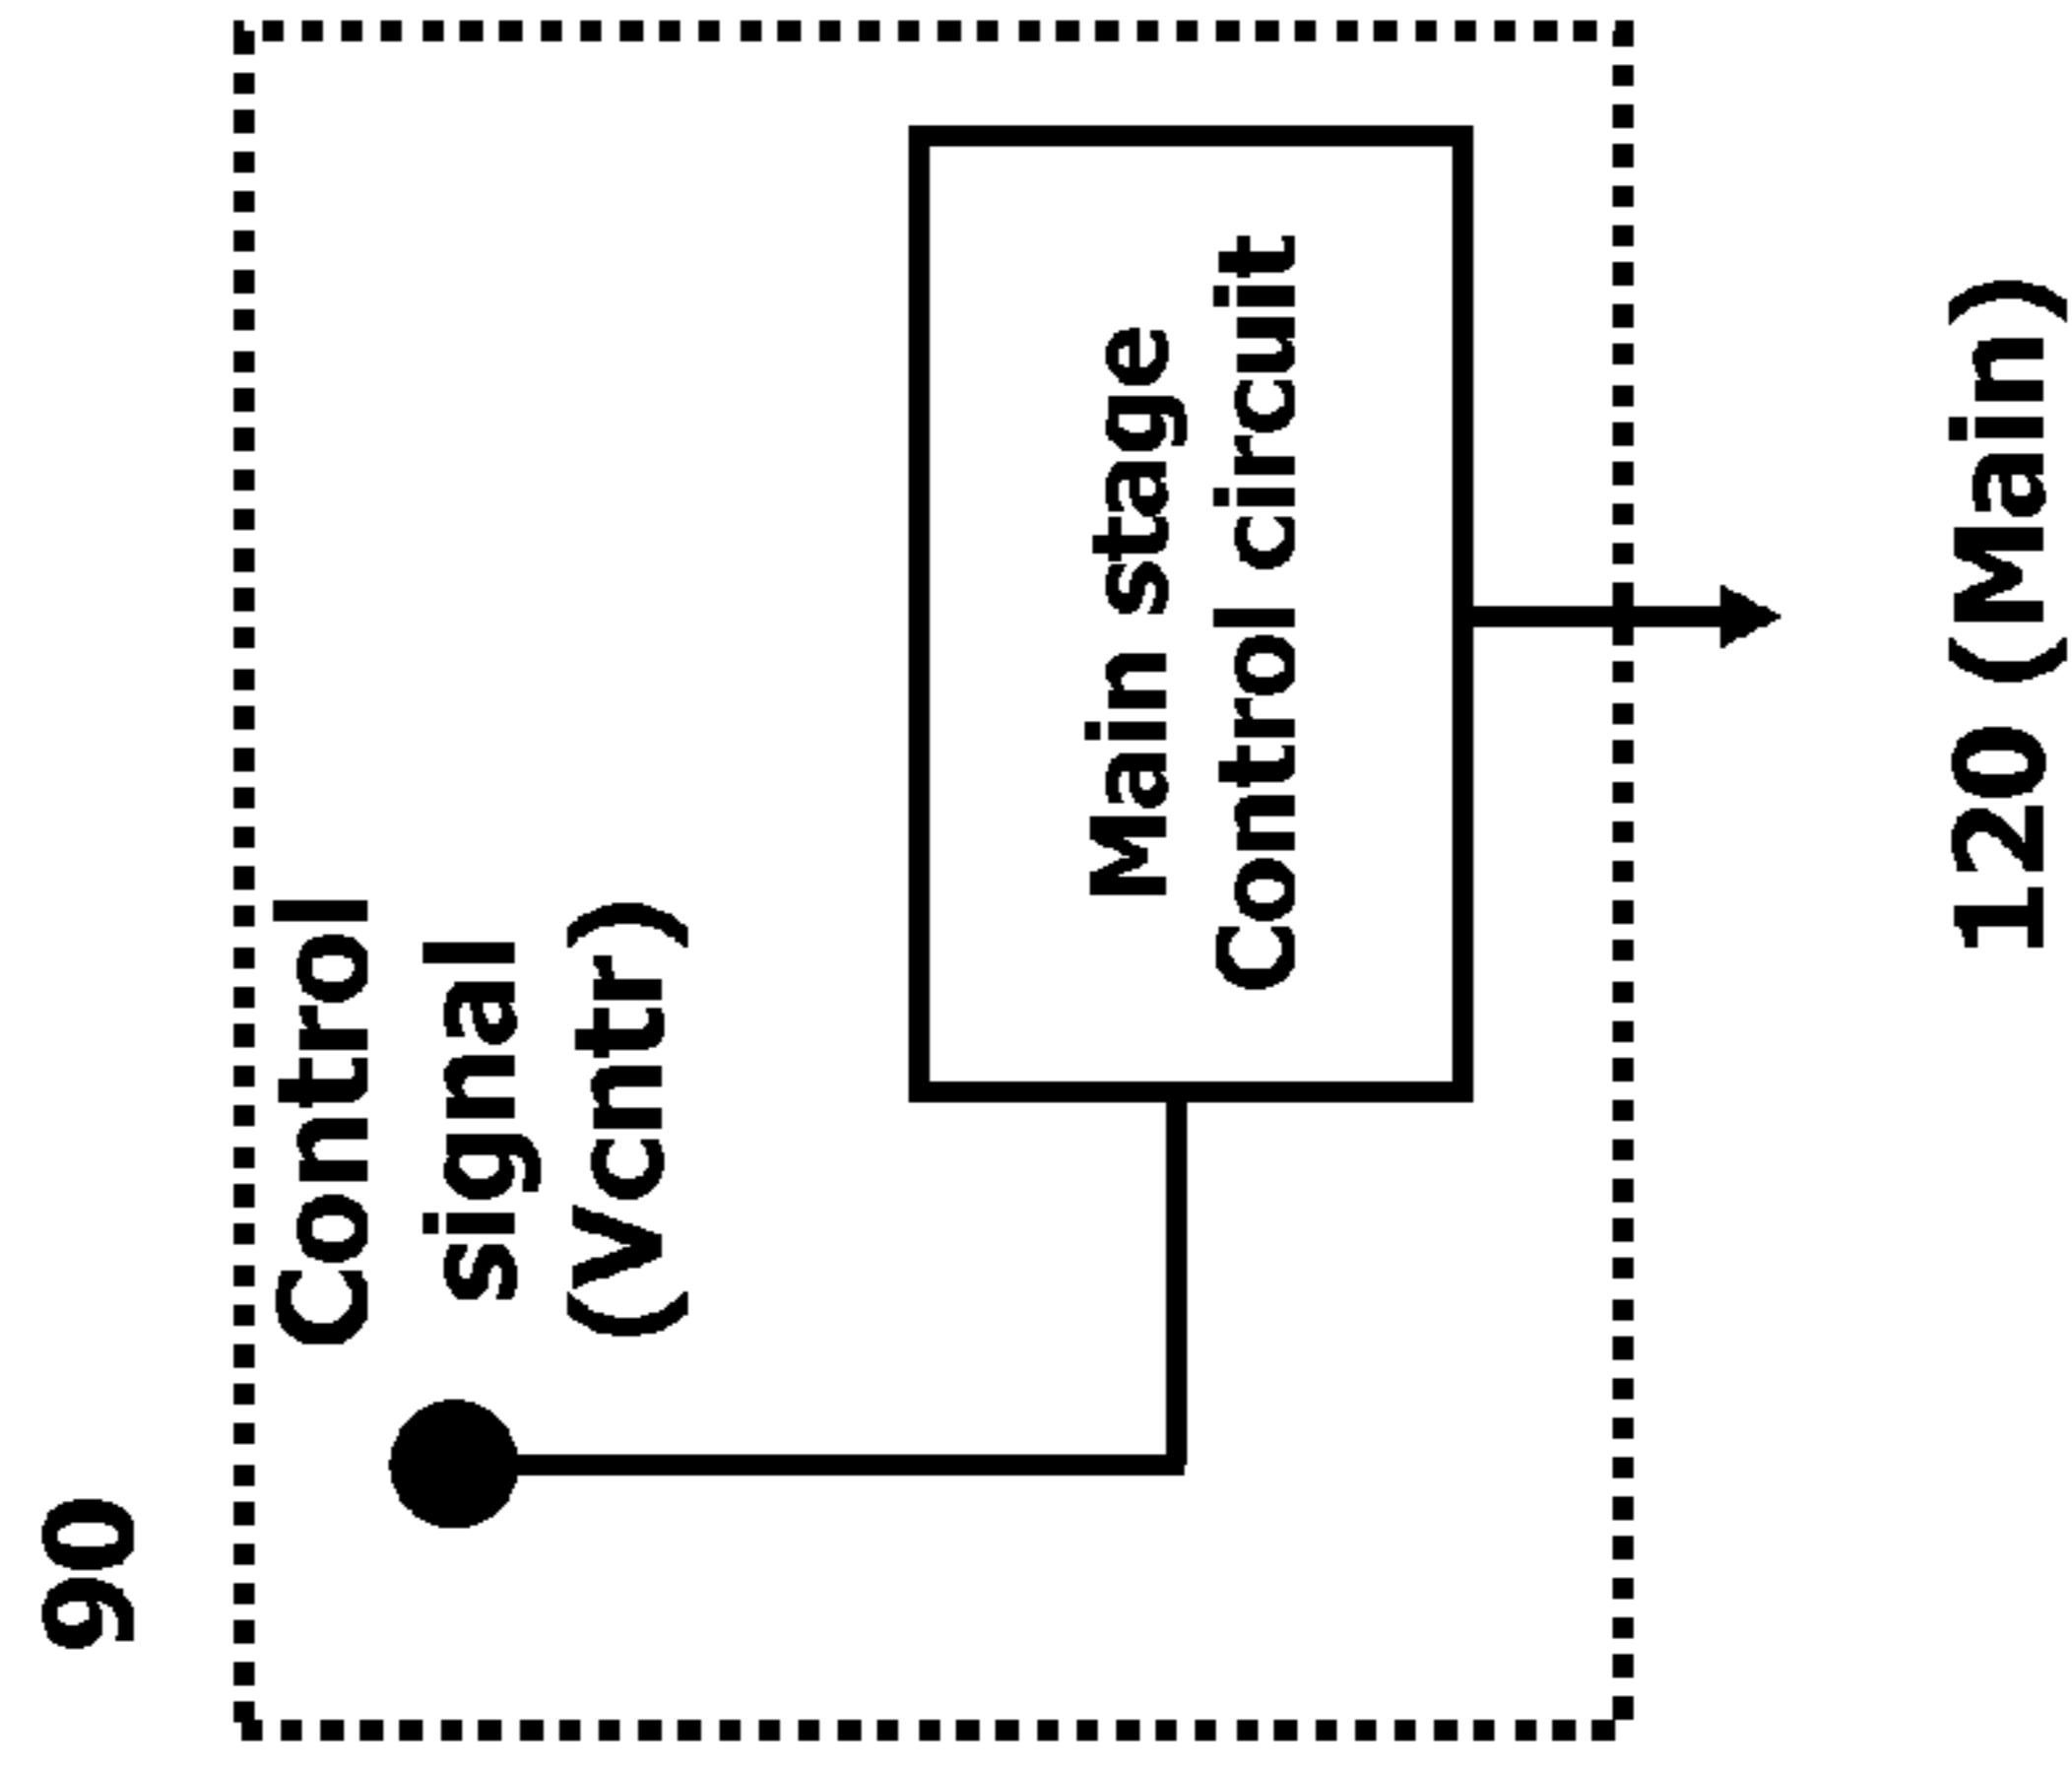 90
Control
signal
(Vcntr)
Main stage
Control circuit
120 (Main)